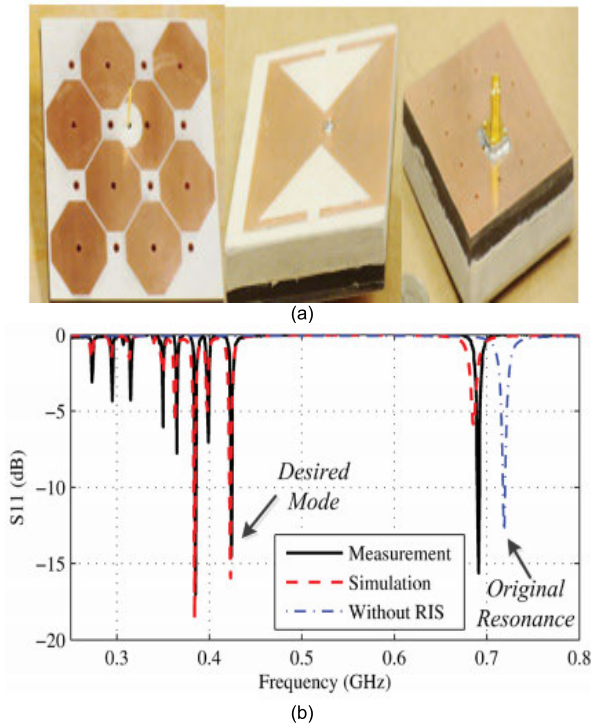 (a)
0
−5
−10
−15
−20
S11 (dB)
Desired
Mode
Measurement
Simulation
Without RIS
Original
Resonance
0.3
0.4
0.5
0.6
0.7
0.8
Frequency (GHz)
(b)